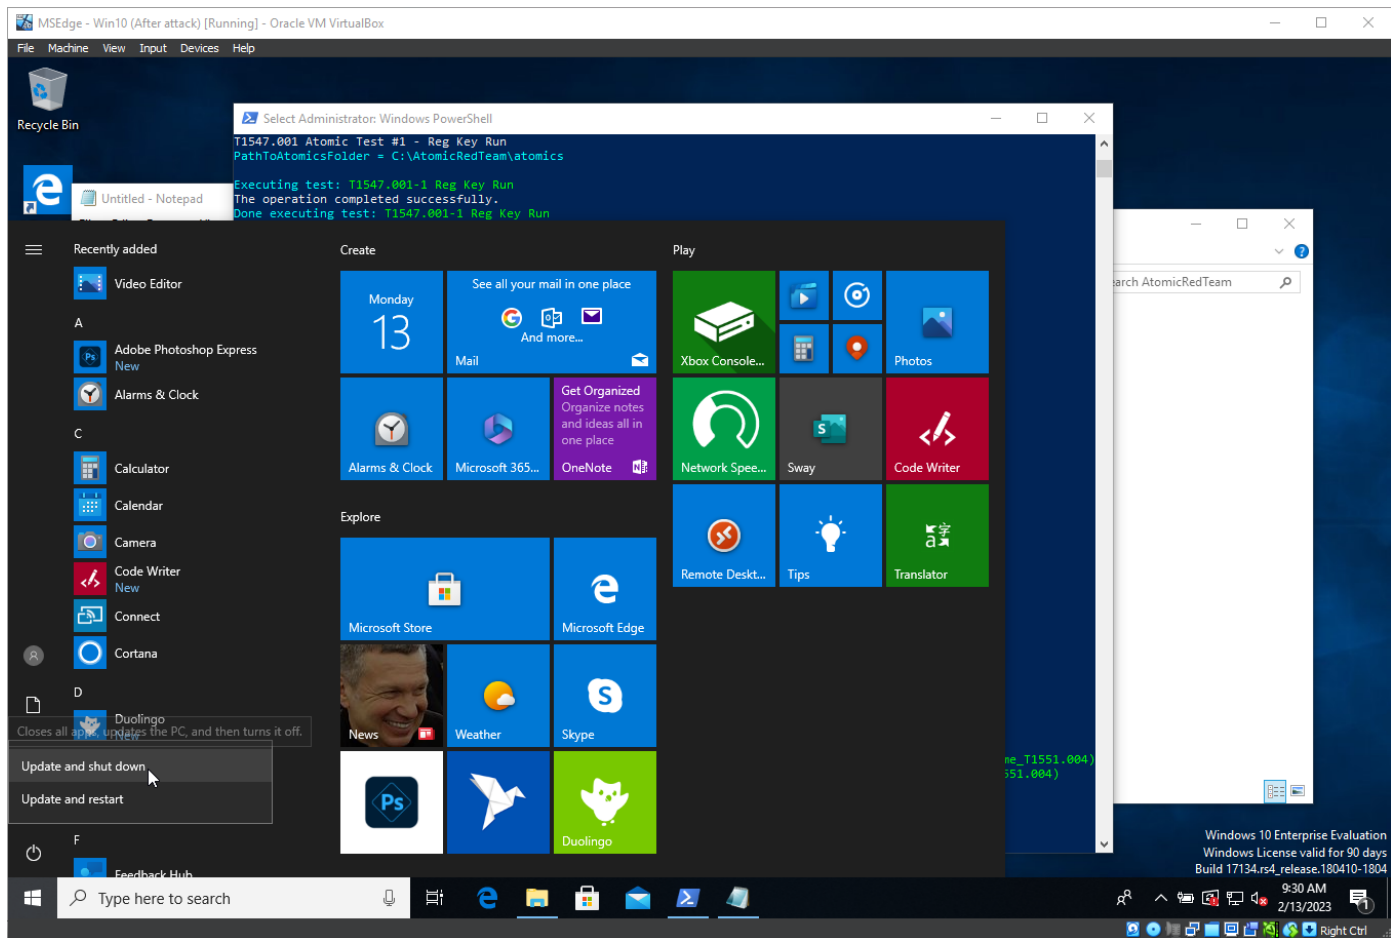 MSEdge - Win10 (After attack) [Running] - Oracle VM VirtualBox
File Machine View Input Devices Help
Recycle Bin
Select Administrator: Windows PowerShell
T1547.001 Atomic Test #1 - Reg Key Run
PathToAtomicsFolder = C:\AtomicRedTeam\atomics
Executing test: T1547.001-1 Reg Key Run
The operation completed successfully.
Done executing test: T1547.001-1 Reg Key Run
Untitled - Notepad
Recently added
Video Editor
A
Adobe Photoshop Express
New
Alarms & Clock
C
Calculator
Calendar
Camera
Code Writer
New
Connect
Cortana
D
Duolingo
New
Closes all apps, updates the PC, and then turns it off.
Update and shut down
Update and restart
F
Feedback Hub
Create
Monday
13
See all your mail in one place
And more...
Mail
Alarms & Clock
Microsoft 365...
Get Organized
Organize notes
and ideas all in
one place
OneNote
Explore
Microsoft Store
Microsoft Edge
News
Weather
Skype
Ps
Duolingo
Play
Xbox Console...
Photos
Network Spee...
Sway
Code Writer
Remote Deskt...
Tips
Translator
AtomicRedTeam
T1551.004)
551.004)
Windows 10 Enterprise Evaluation
Windows License valid for 90 days
Build 17134.rs4_release.180410-1804
Type here to search
9:30 AM
2/13/2023
1
Right Ctrl